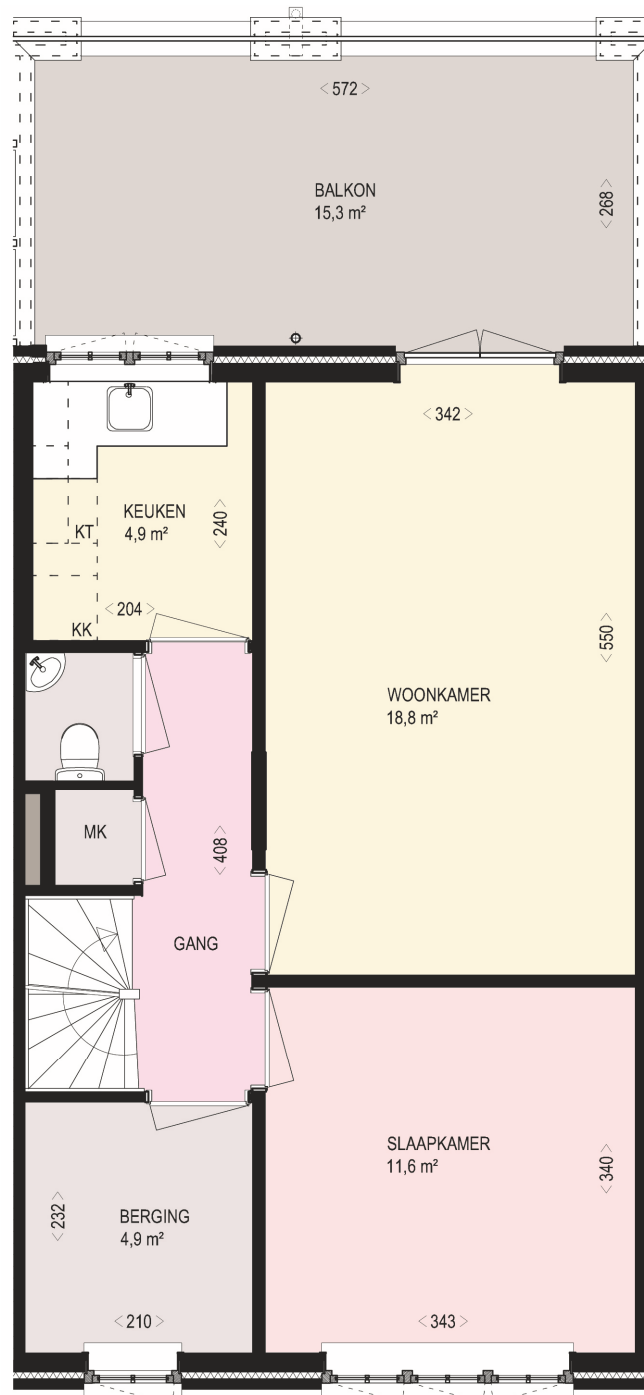 <572>
BALKON
15,3 m²
<268>
<342>
KEUKEN
4,9 m²
<240>
KT
<204>
KK
<550>
WOONKAMER
18,8 m²
MK
<408>
GANG
SLAAPKAMER
11,6 m²
<340>
<232>
BERGING
4,9 m²
<210>
<343>